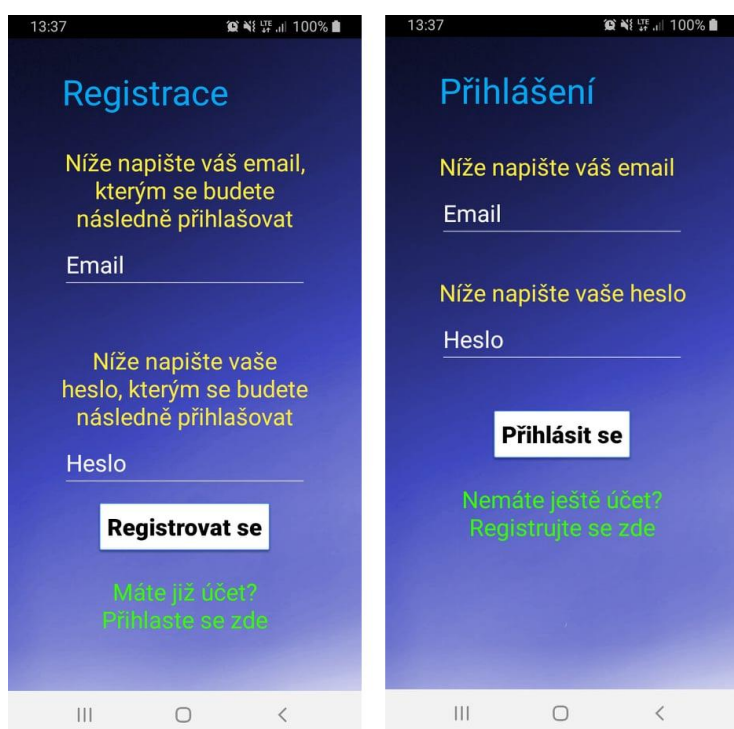 13:37
LTE
100%
Registrace
Níže napište váš email,
kterým se budete
následně přihlašovat
Email
Níže napište vaše
heslo, kterým se budete
následně přihlašovat
Heslo
Registrovat se
Máte již účet?
Přihlaste se zde
13:37
LTE
100%
Přihlášení
Níže napište váš email
Email
Níže napište vaše heslo
Heslo
Přihlásit se
Nemáte ještě účet?
Registrujte se zde